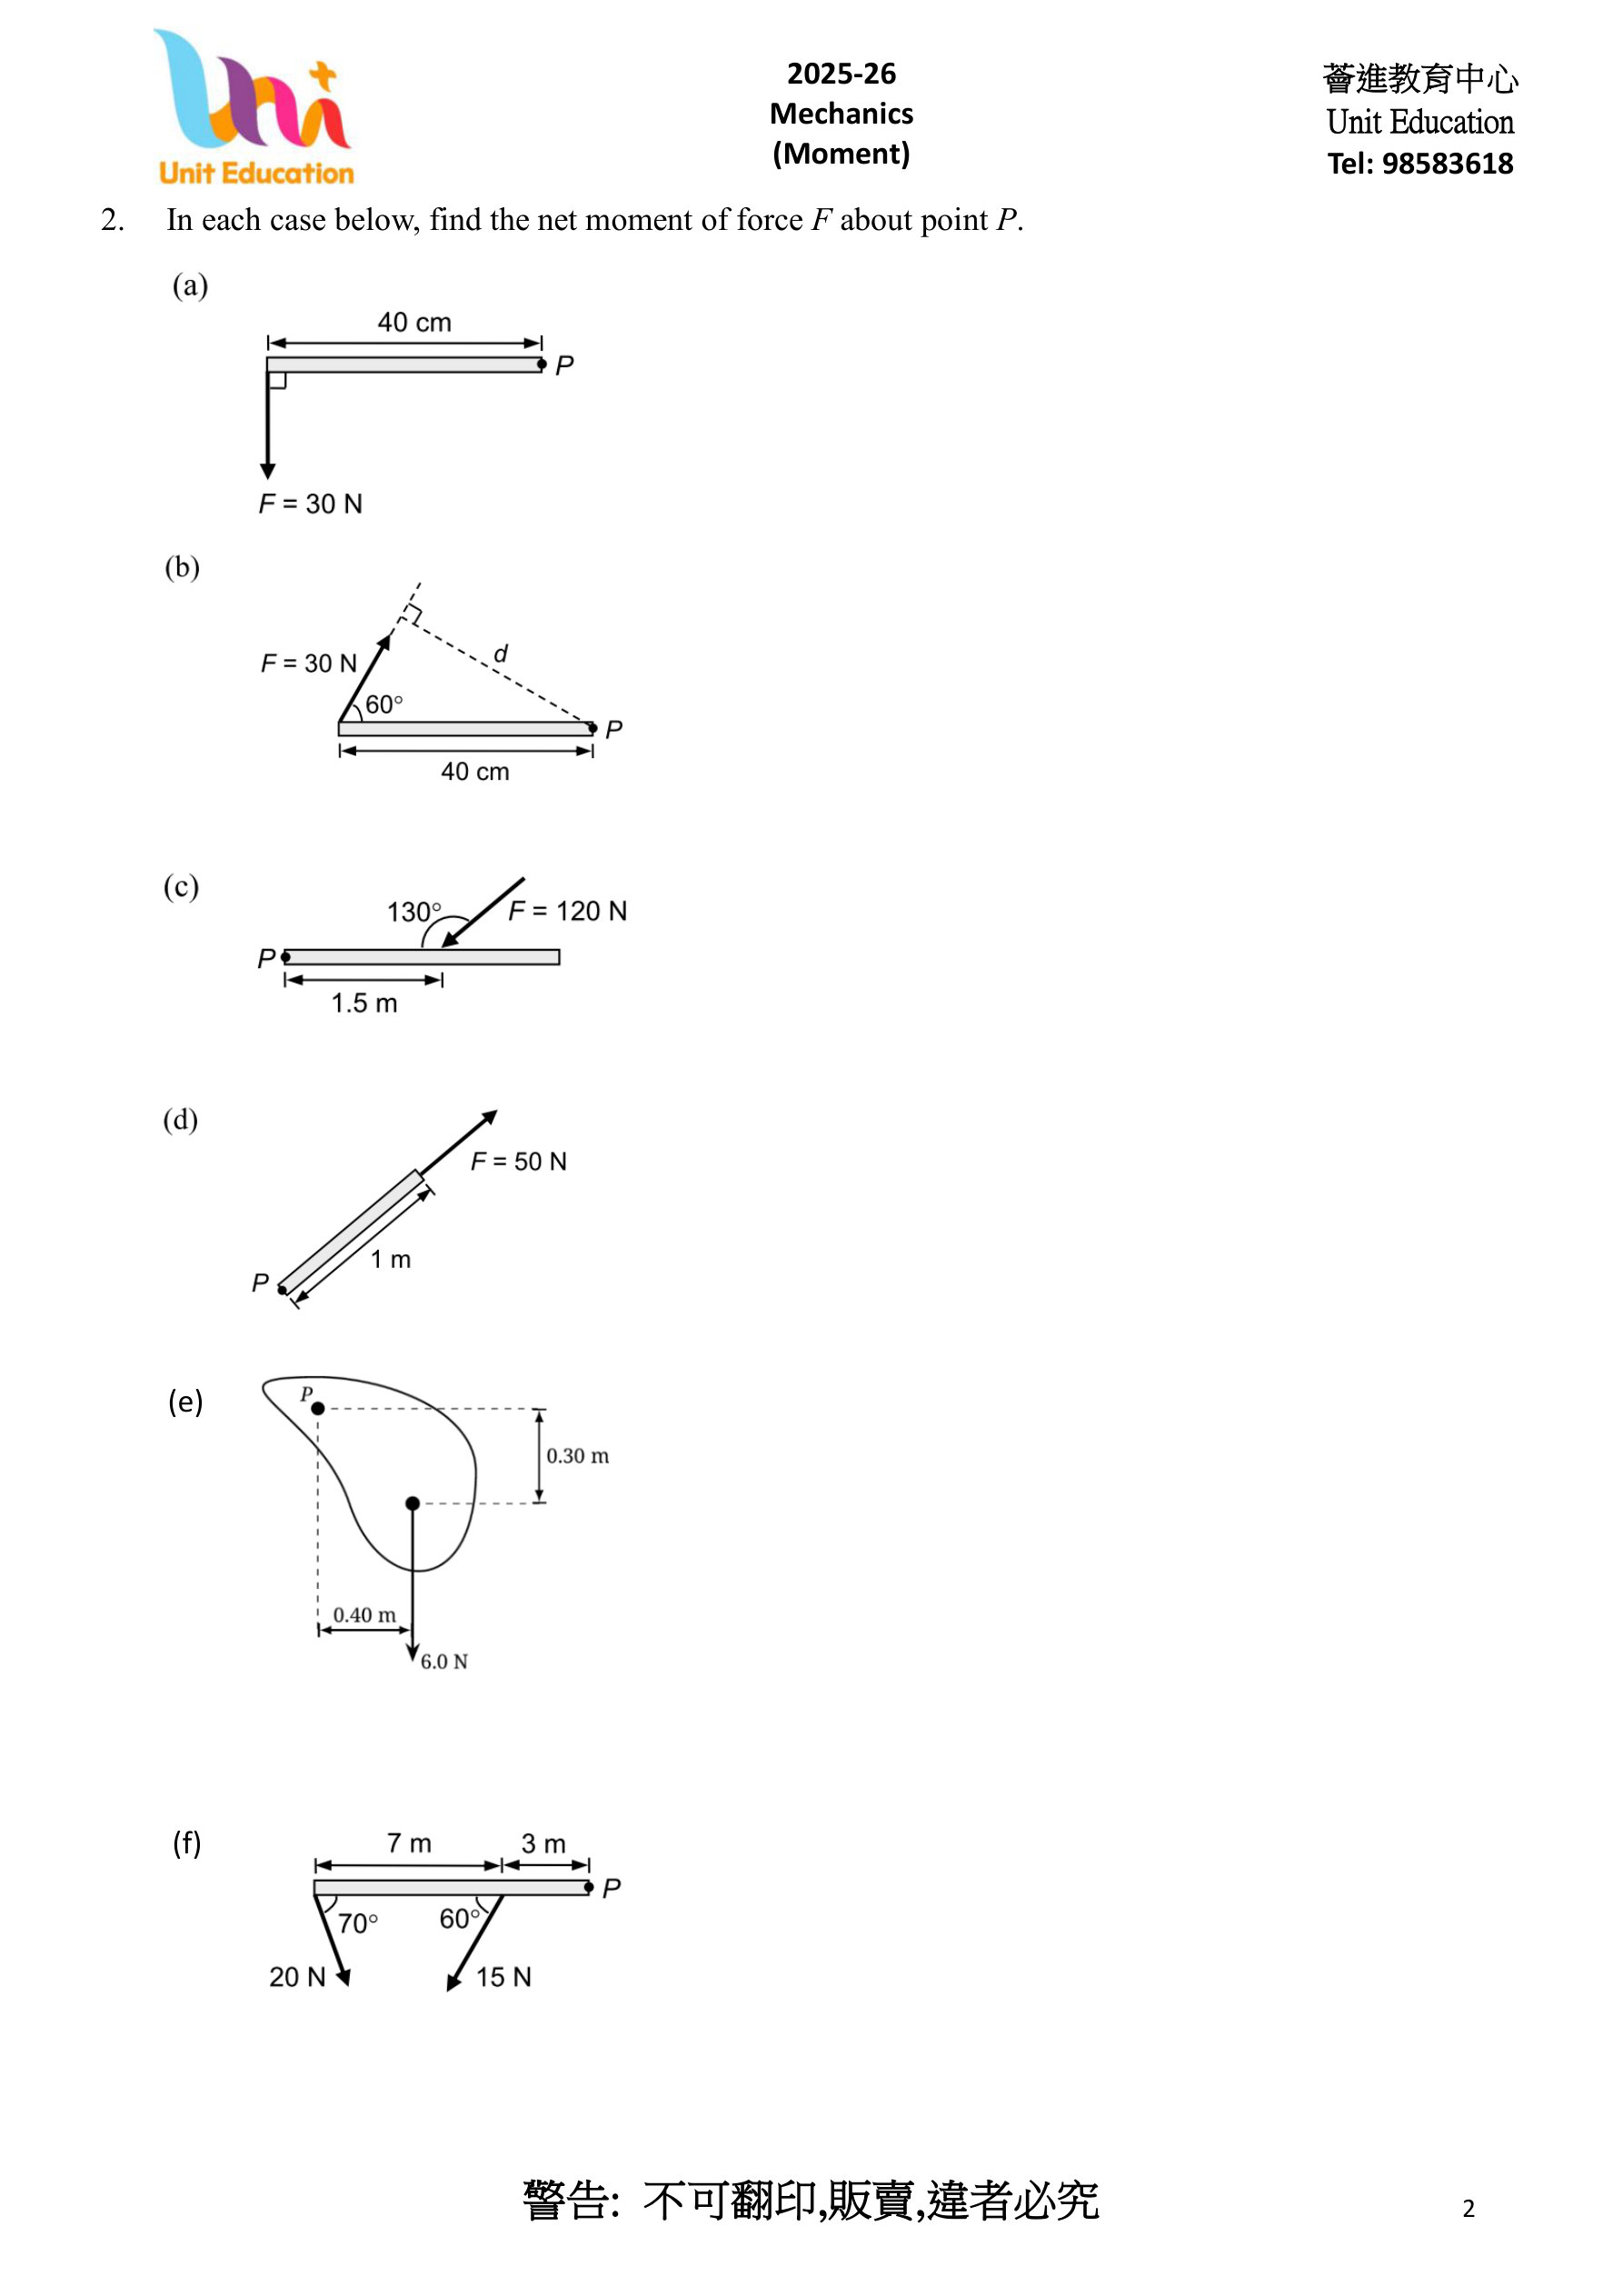 Unit Education
2025-26
Mechanics
(Moment)
薈進教育中心
Unit Education
Tel: 98583618
2. In each case below, find the net moment of force F about point P.
(a)
40 cm
P
F = 30 N
(b)
F = 30 N
d
60°
P
40 cm
(c)
130°
F = 120 N
P
1.5 m
(d)
F = 50 N
1 m
P
(e)
P
0.30 m
0.40 m
6.0 N
(f)
7 m 3 m
P
70° 60°
20 N 15 N
警告: 不可翻印,販賣,違者必究
2